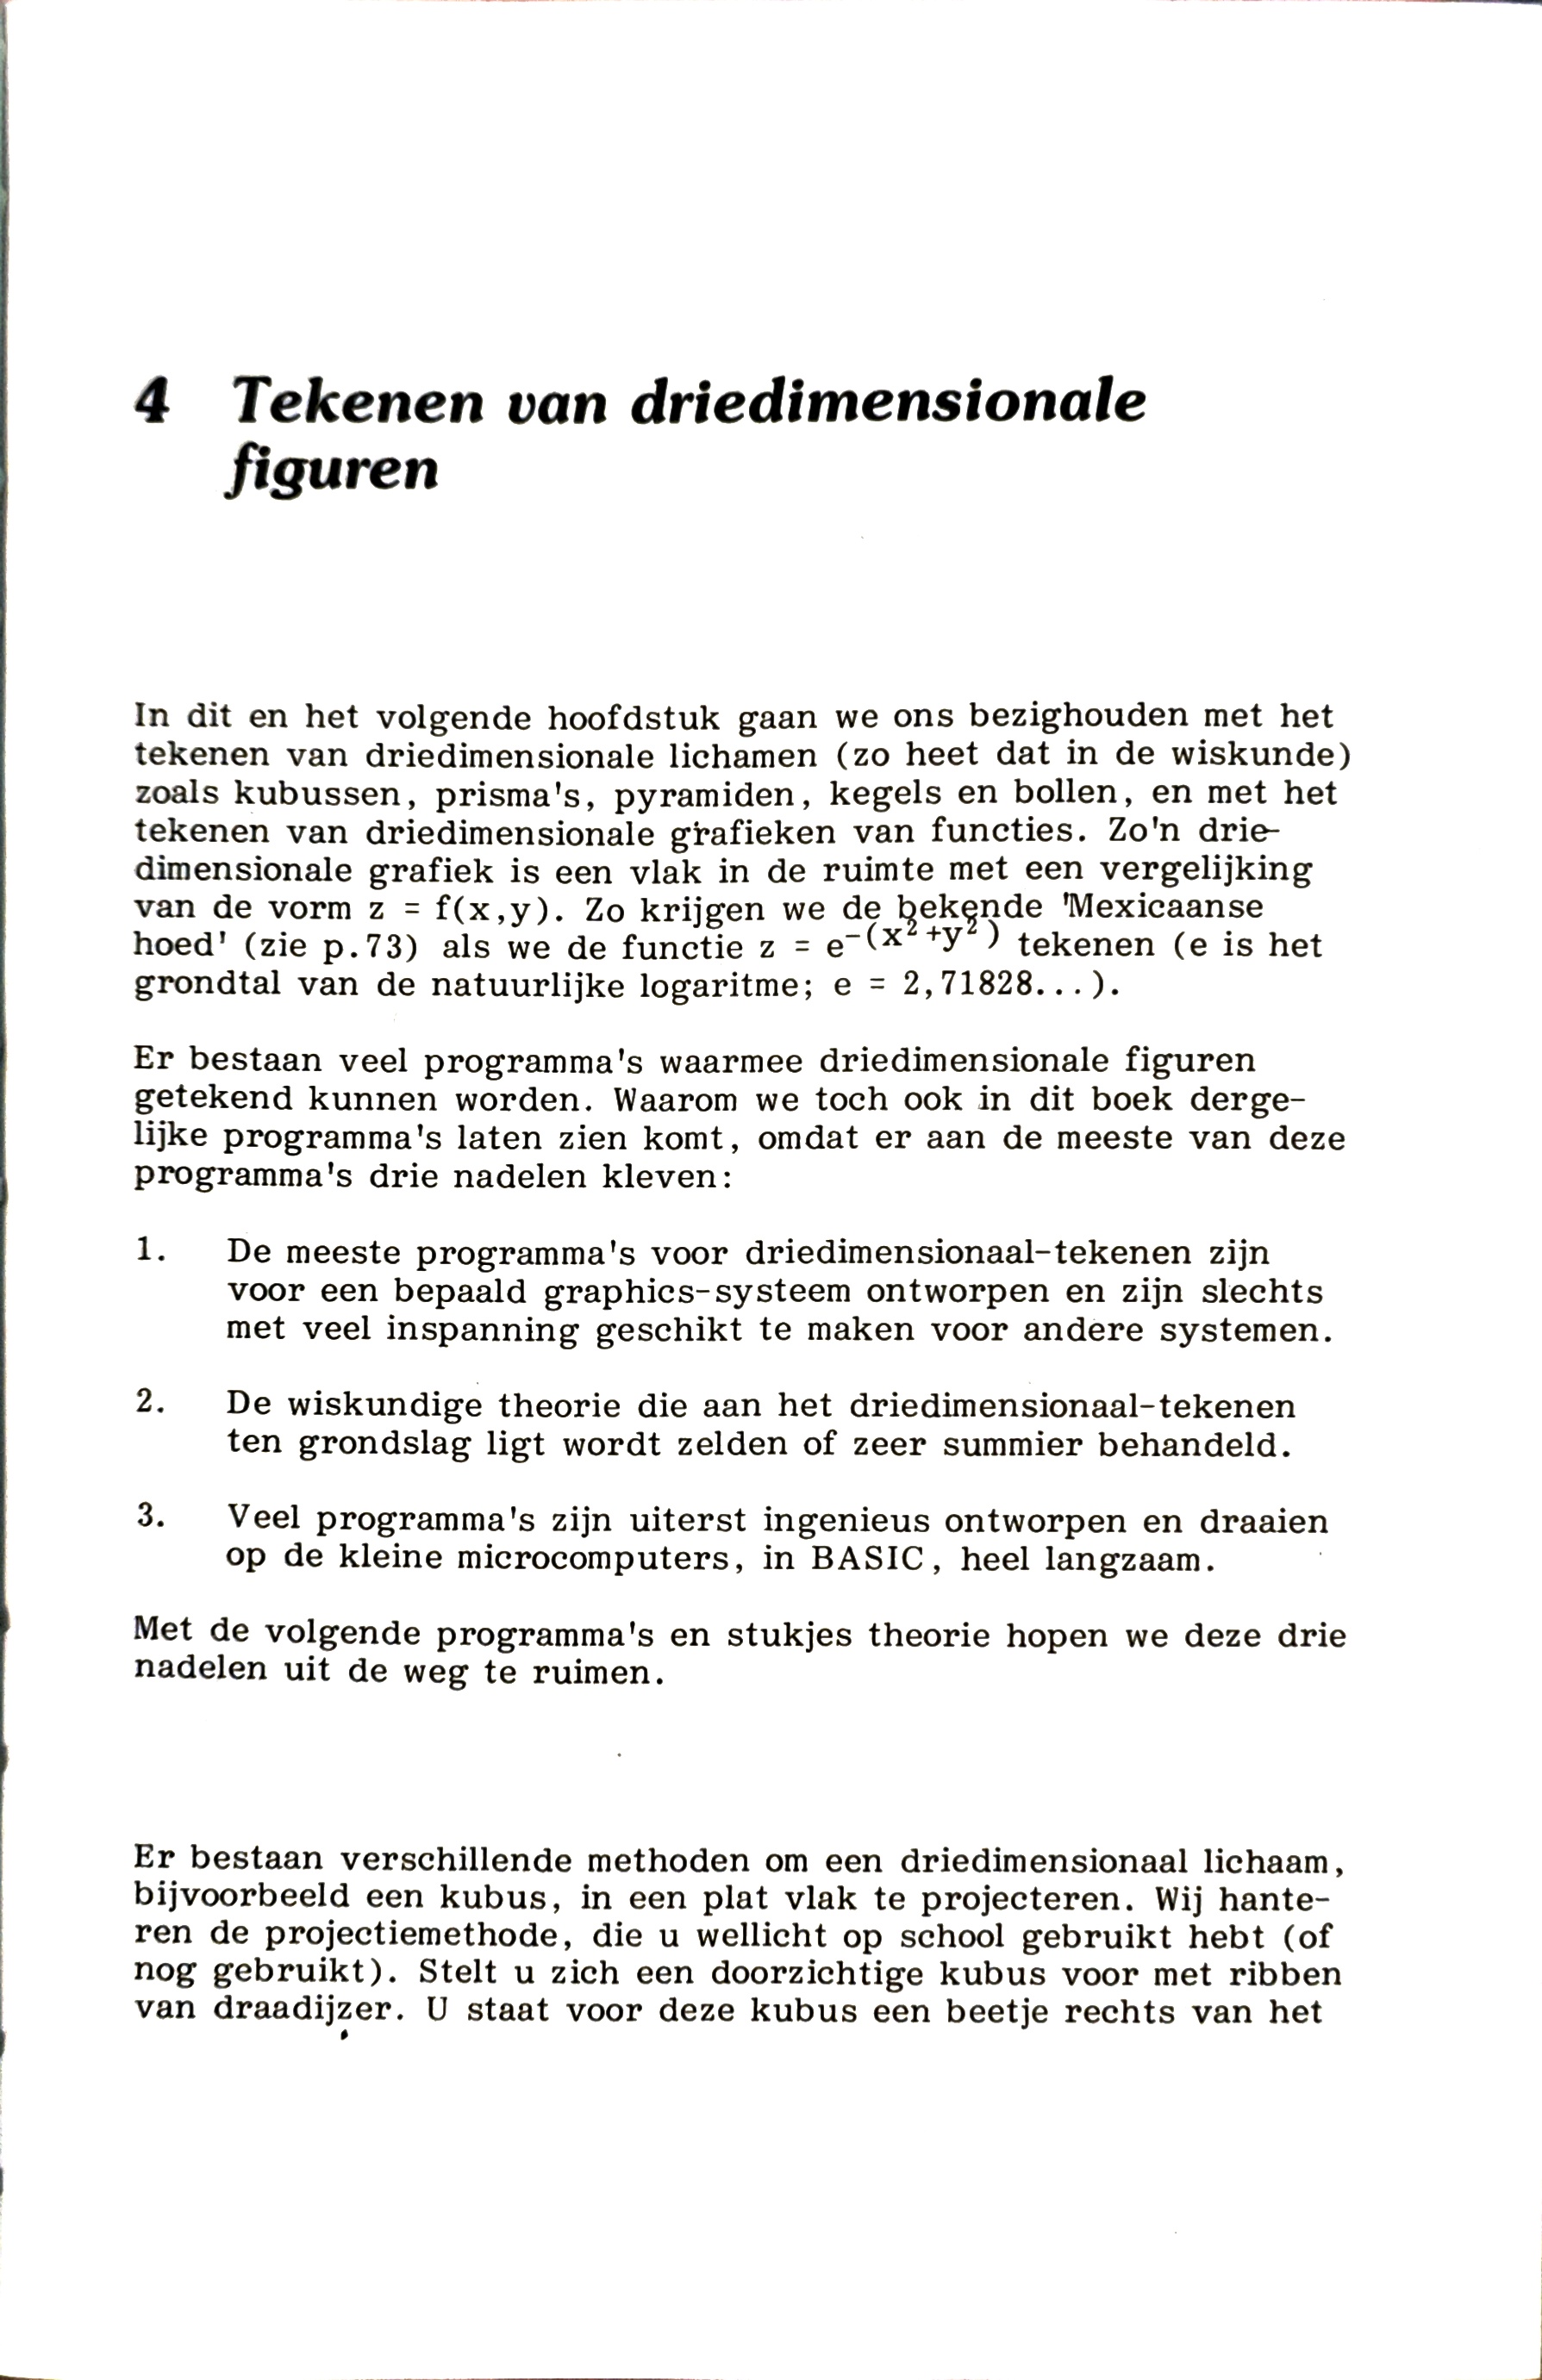 4 Tekenen van driedimensionale
figuren
In dit en het volgende hoofdstuk gaan we ons bezighouden met het
tekenen van driedimensionale lichamen (zo heet dat in de wiskunde)
zoals kubussen, prisma's, pyramiden, kegels en bollen, en met het
tekenen van driedimensionale grafieken van functies. Zo'n drie-
dimensionale grafiek is een vlak in de ruimte met een vergelijking
van de vorm z = f(x,y). Zo krijgen we de bekende 'Mexicaanse
hoed' (zie p.73) als we de functie z = e⁻⁽ˣ²⁺ʸ²⁾ tekenen (e is het
grondtal van de natuurlijke logaritme; e = 2,71828...).
Er bestaan veel programma's waarmee driedimensionale figuren
getekend kunnen worden. Waarom we toch ook in dit boek derge-
lijke programma's laten zien komt, omdat er aan de meeste van deze
programma's drie nadelen kleven:
1. De meeste programma's voor driedimensionaal-tekenen zijn
voor een bepaald graphics-systeem ontworpen en zijn slechts
met veel inspanning geschikt te maken voor andere systemen.
2. De wiskundige theorie die aan het driedimensionaal-tekenen
ten grondslag ligt wordt zelden of zeer summier behandeld.
3. Veel programma's zijn uiterst ingenieus ontworpen en draaien
op de kleine microcomputers, in BASIC, heel langzaam.
Met de volgende programma's en stukjes theorie hopen we deze drie
nadelen uit de weg te ruimen.
Er bestaan verschillende methoden om een driedimensionaal lichaam,
bijvoorbeeld een kubus, in een plat vlak te projecteren. Wij hante-
ren de projectiemethode, die u wellicht op school gebruikt hebt (of
nog gebruikt). Stelt u zich een doorzichtige kubus voor met ribben
van draadijzer. U staat voor deze kubus een beetje rechts van het